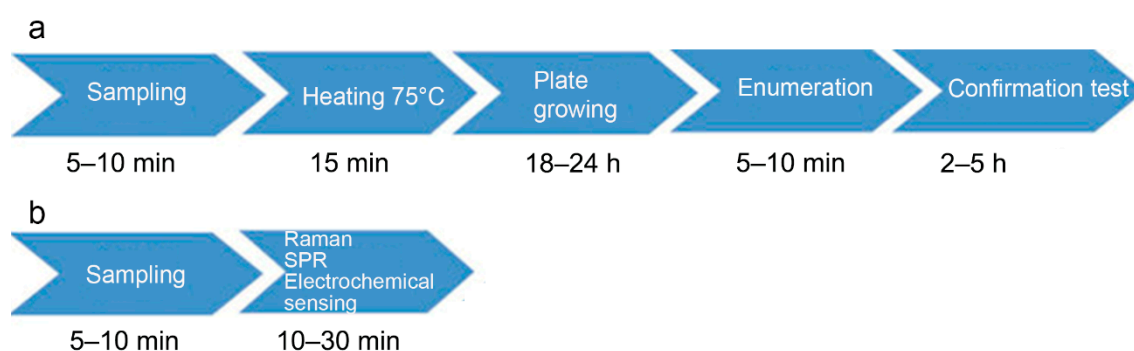 a
Sampling
Heating 75°C
Plate
growing
Enumeration
Confirmation test
5–10 min
15 min
18–24 h
5–10 min
2–5 h
b
Sampling
Raman
SPR
Electrochemical
sensing
5–10 min
10–30 min